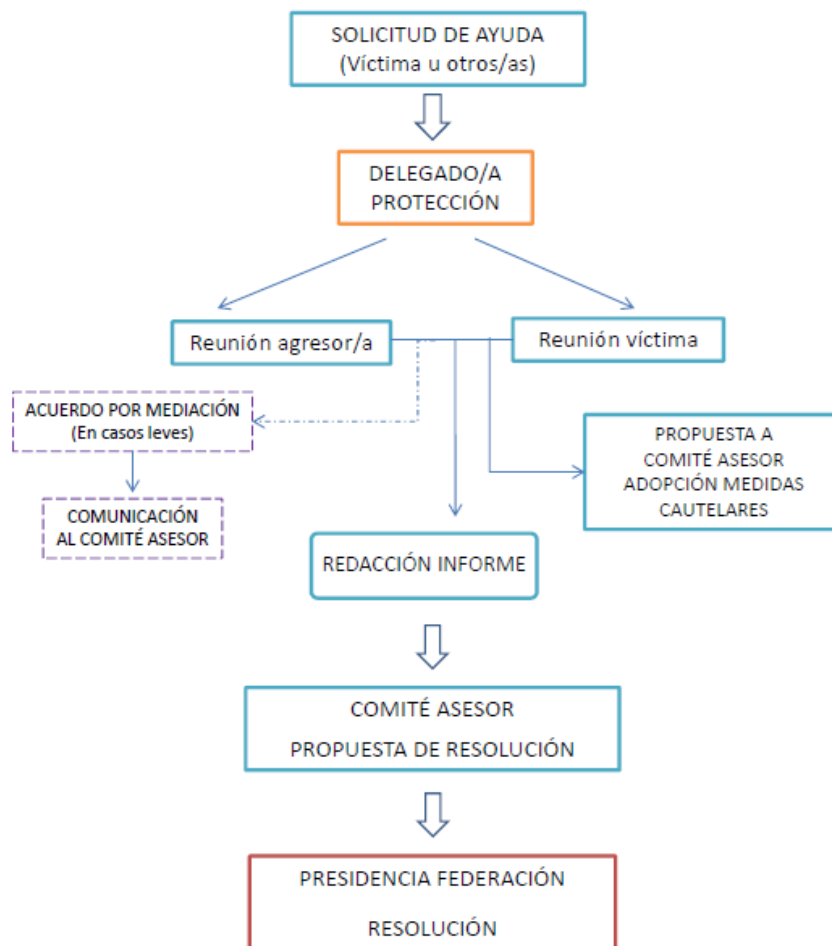 SOLICITUD DE AYUDA
(Víctima u otros/as)
DELEGADO/A
PROTECCIÓN
Reunión agresor/a
Reunión víctima
ACUERDO POR MEDIACIÓN
(En casos leves)
COMUNICACIÓN
AL COMITÉ ASESOR
PROPUESTA A
COMITÉ ASESOR
ADOPCIÓN MEDIDAS
CAUTELARES
REDACCIÓN INFORME
COMITÉ ASESOR
PROPUESTA DE RESOLUCIÓN
PRESIDENCIA FEDERACIÓN
RESOLUCIÓN